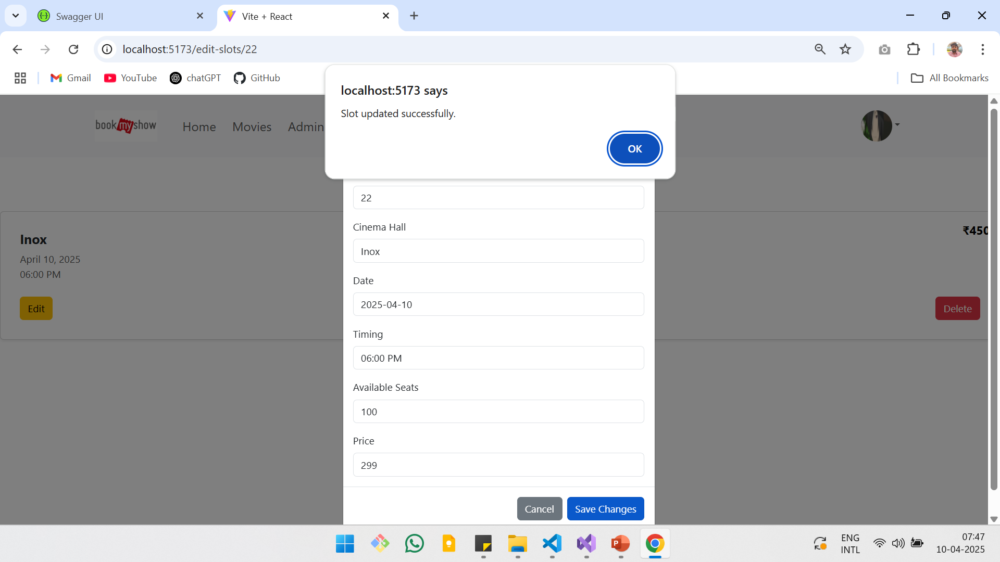 Swagger UI
Vite + React
localhost:5173/edit-slots/22
Gmail
YouTube
chatGPT
GitHub
All Bookmarks
localhost:5173 says
Slot updated successfully.
OK
bookmyshow
Home
Movies
Admin
22
Cinema Hall
Inox
Date
2025-04-10
Timing
06:00 PM
Available Seats
100
Price
299
Cancel
Save Changes
Inox
April 10, 2025
06:00 PM
Edit
₹450
Delete
ENG
INTL
07:47
10-04-2025